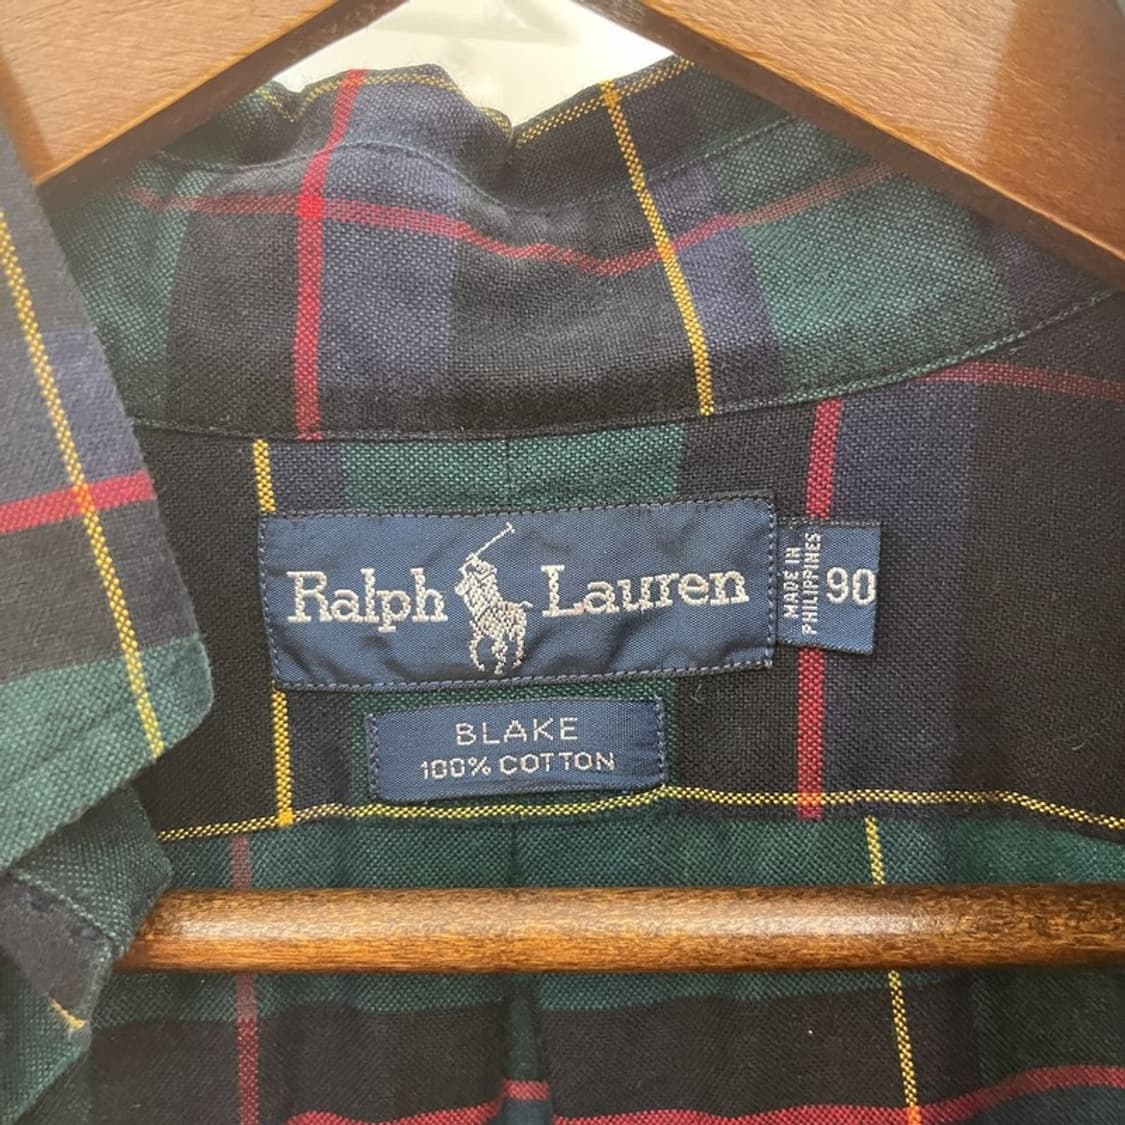 Ralph Lauren
MADE IN
PHILIPPINES
90
BLAKE
100% COTTON